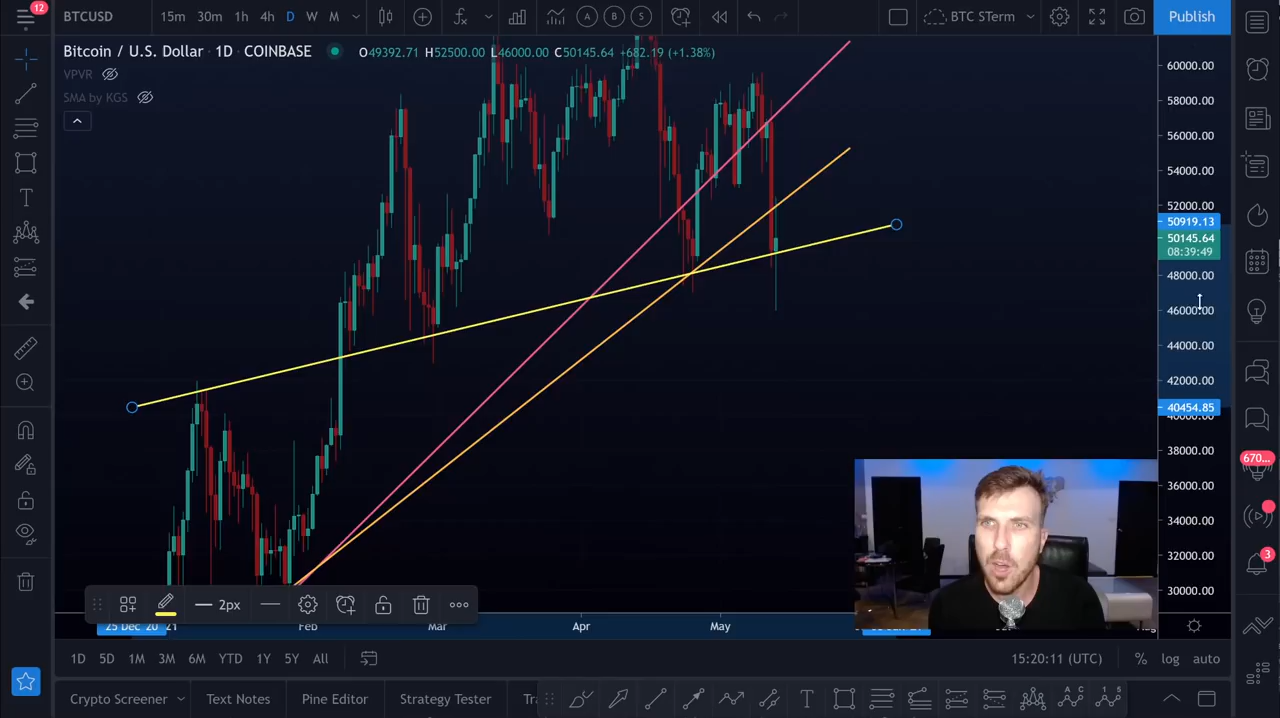 12
BTCUSD 15m 30m 1h 4h D W M A B S BTC STerm Publish
Bitcoin / U.S. Dollar · 1D · COINBASE O49392.71 H52500.00 L46000.00 C50145.64 +682.19 (+1.38%)
VPVR
SMA by KGS
60000.00
58000.00
56000.00
54000.00
52000.00
50919.13
50145.64
08:39:49
48000.00
46000.00
44000.00
42000.00
40454.85
38000.00
36000.00
34000.00
32000.00
30000.00
670...
3
2px
25 Dec '20 21 Feb Mar Apr May
1D 5D 1M 3M 6M YTD 1Y 5Y All 15:20:11 (UTC) % log auto
Crypto Screener Text Notes Pine Editor Strategy Tester